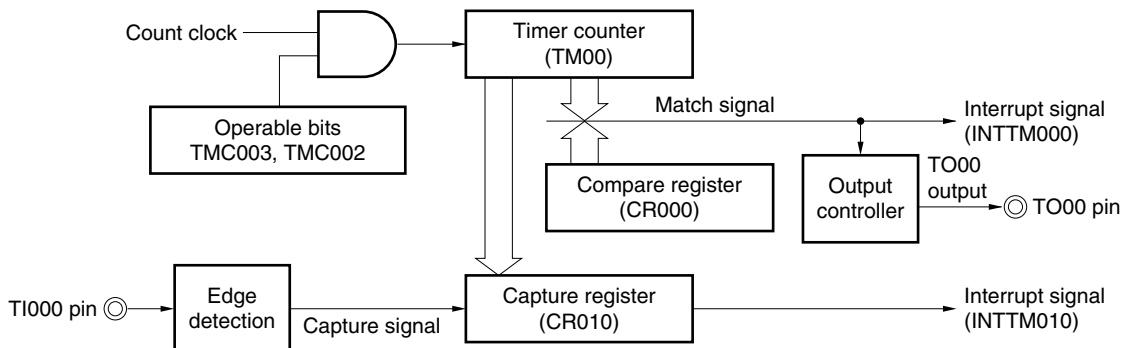 Count clock
Timer counter
(TM00)
Operable bits
TMC003, TMC002
Match signal
Interrupt signal
(INTTM000)
Compare register
(CR000)
Output
controller
TO00
output
TO00 pin
TI000 pin
Edge
detection
Capture signal
Capture register
(CR010)
Interrupt signal
(INTTM010)